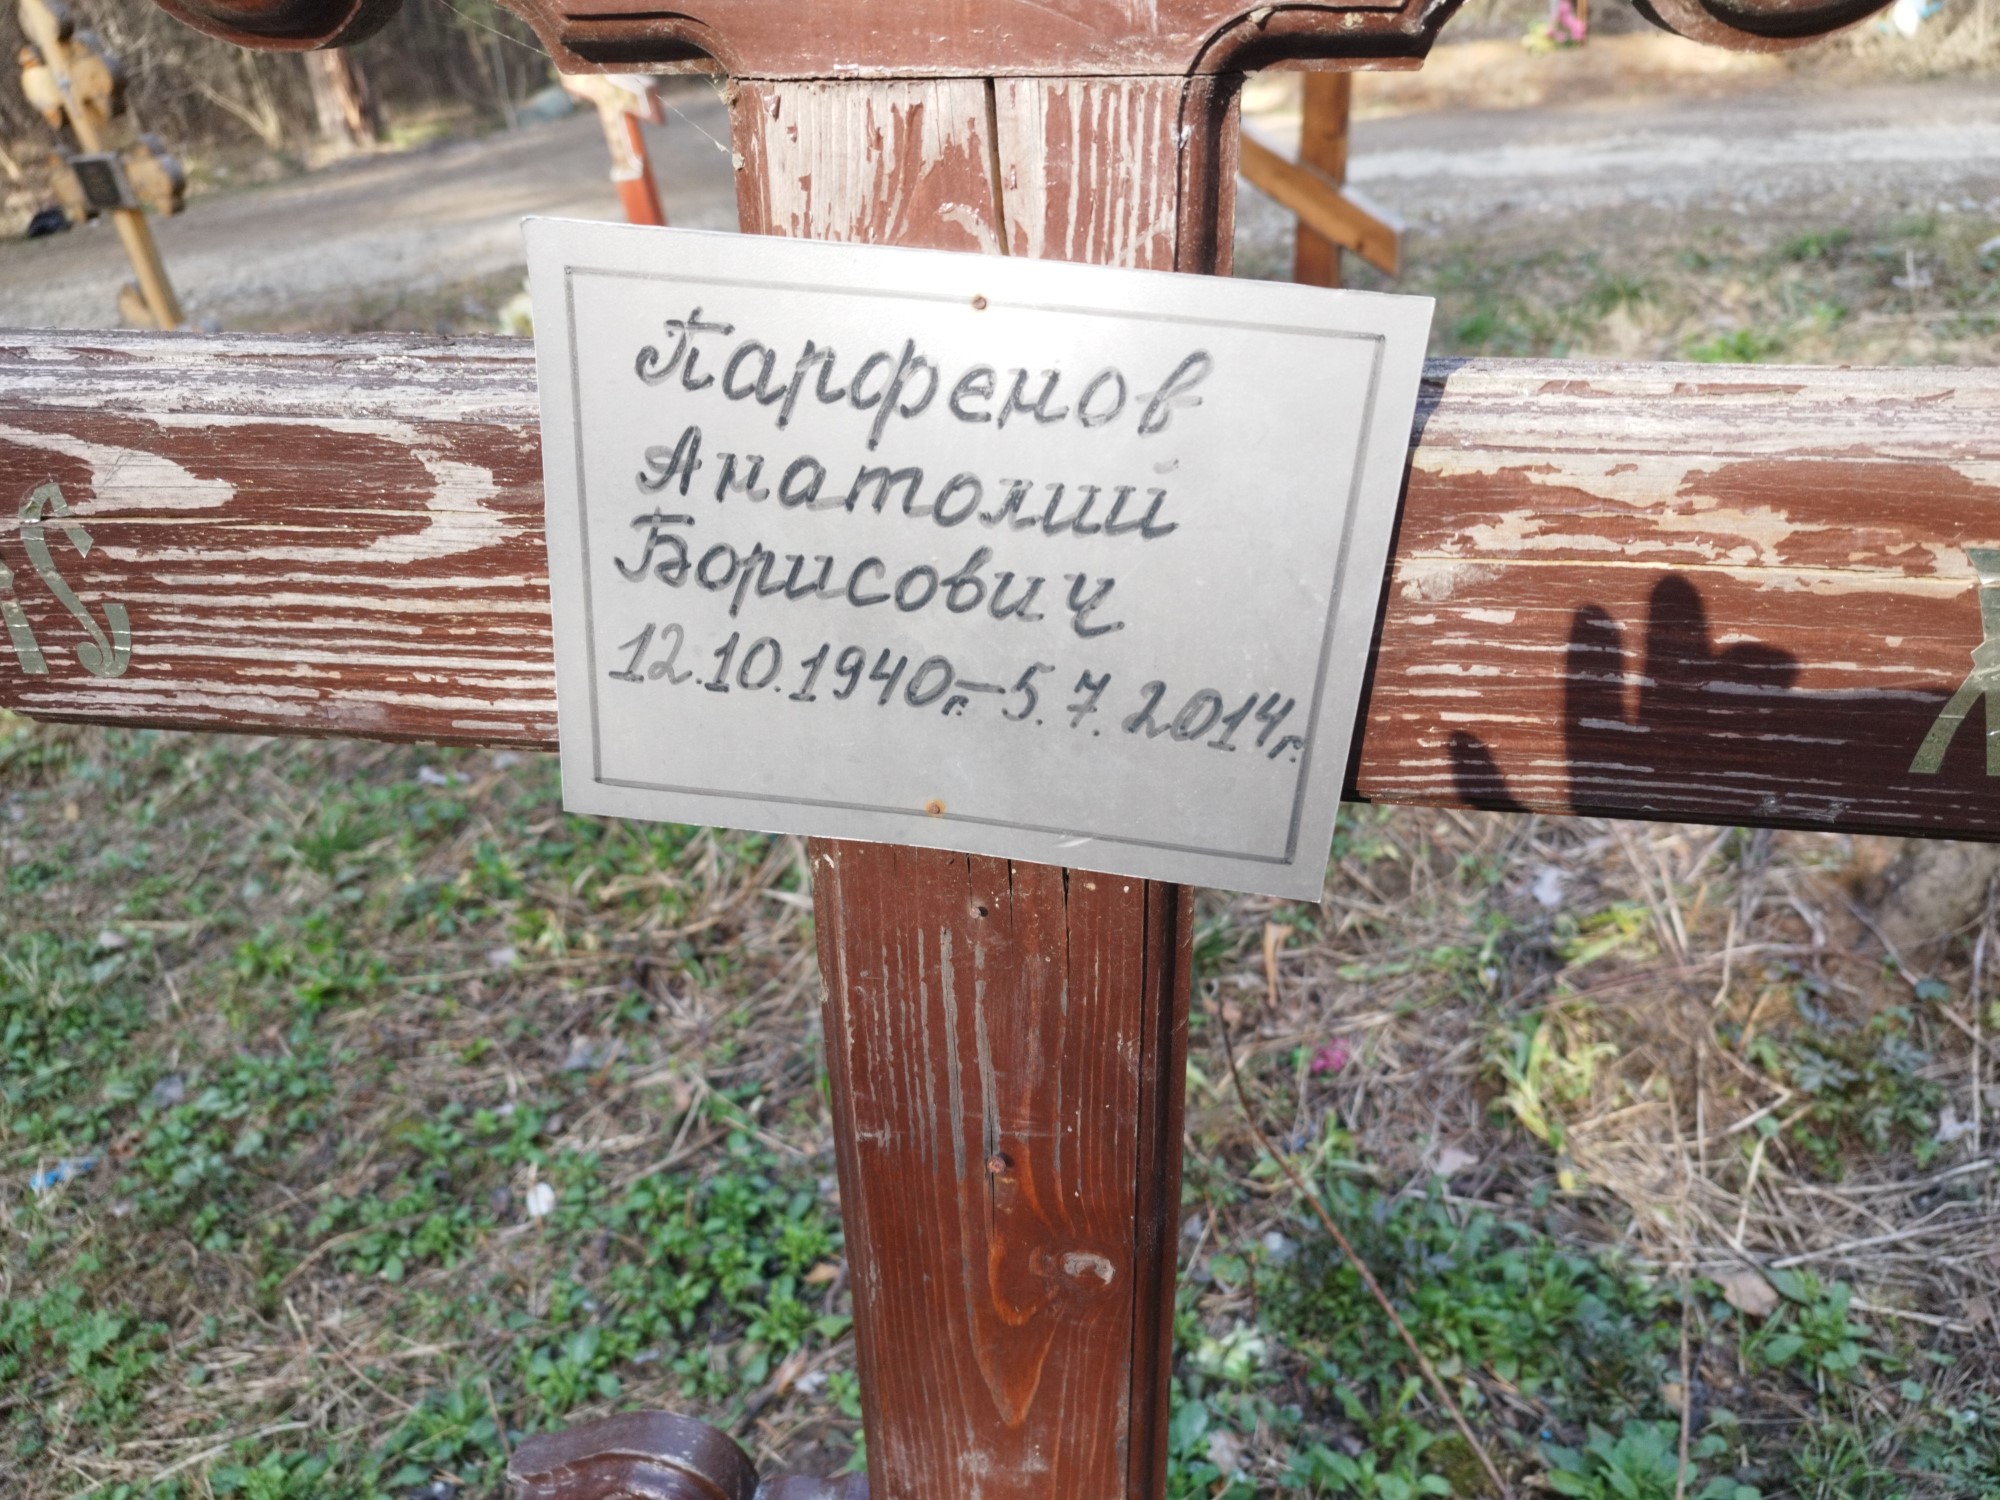 Парфенов
Анатолий
Борисович
12.10.1940г.–5.7.2014г.